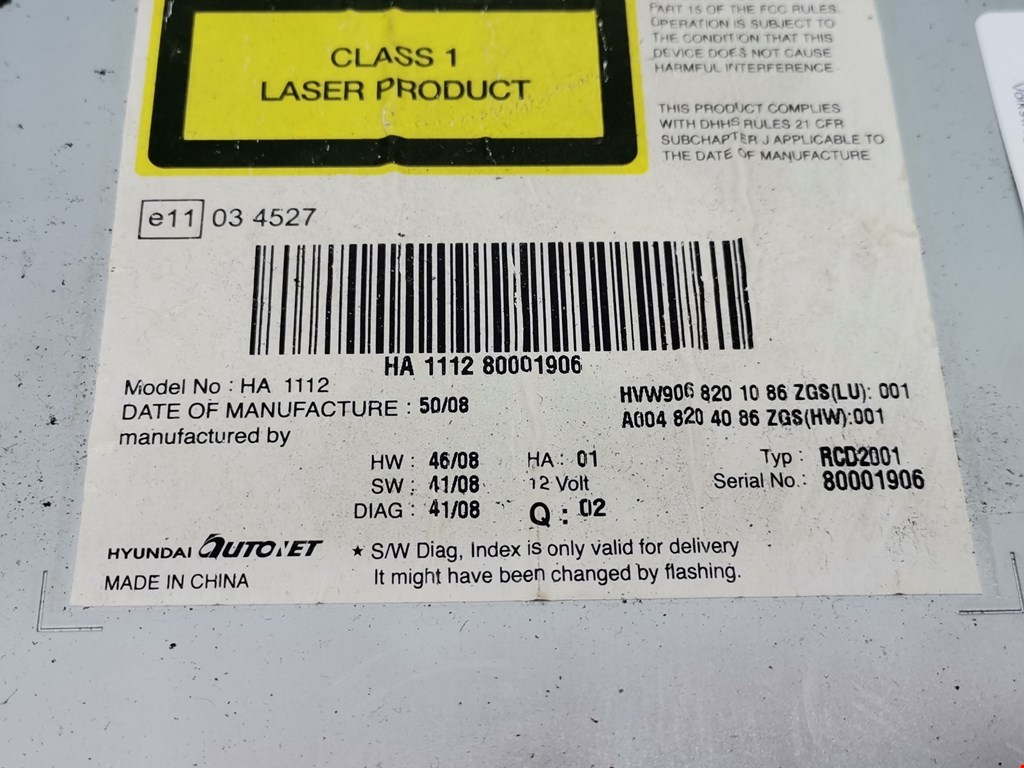 CLASS 1
LASER PRODUCT
PART 15 OF THE FCC RULES.
OPERATION IS SUBJECT TO
THE CONDITION THAT THIS
DEVICE DOES NOT CAUSE
HARMFUL INTERFERENCE
THIS PRODUCT COMPLIES
WITH DHHS RULES 21 CFR
SUBCHAPTER J APPLICABLE TO
THE DATE OF MANUFACTURE
e11 03 4527
HA 1112 80001906
Model No : HA 1112
DATE OF MANUFACTURE : 50/08
manufactured by
HVW906 820 10 86 ZGS(LU): 001
A004 820 40 86 ZGS(HW):001
HW : 46/08 HA : 01 Typ : RCD2001
SW : 41/08 12 Volt Serial No.: 80001906
DIAG : 41/08 Q : 02
HYUNDAI AUTONET
MADE IN CHINA
★ S/W Diag, Index is only valid for delivery
It might have been changed by flashing.